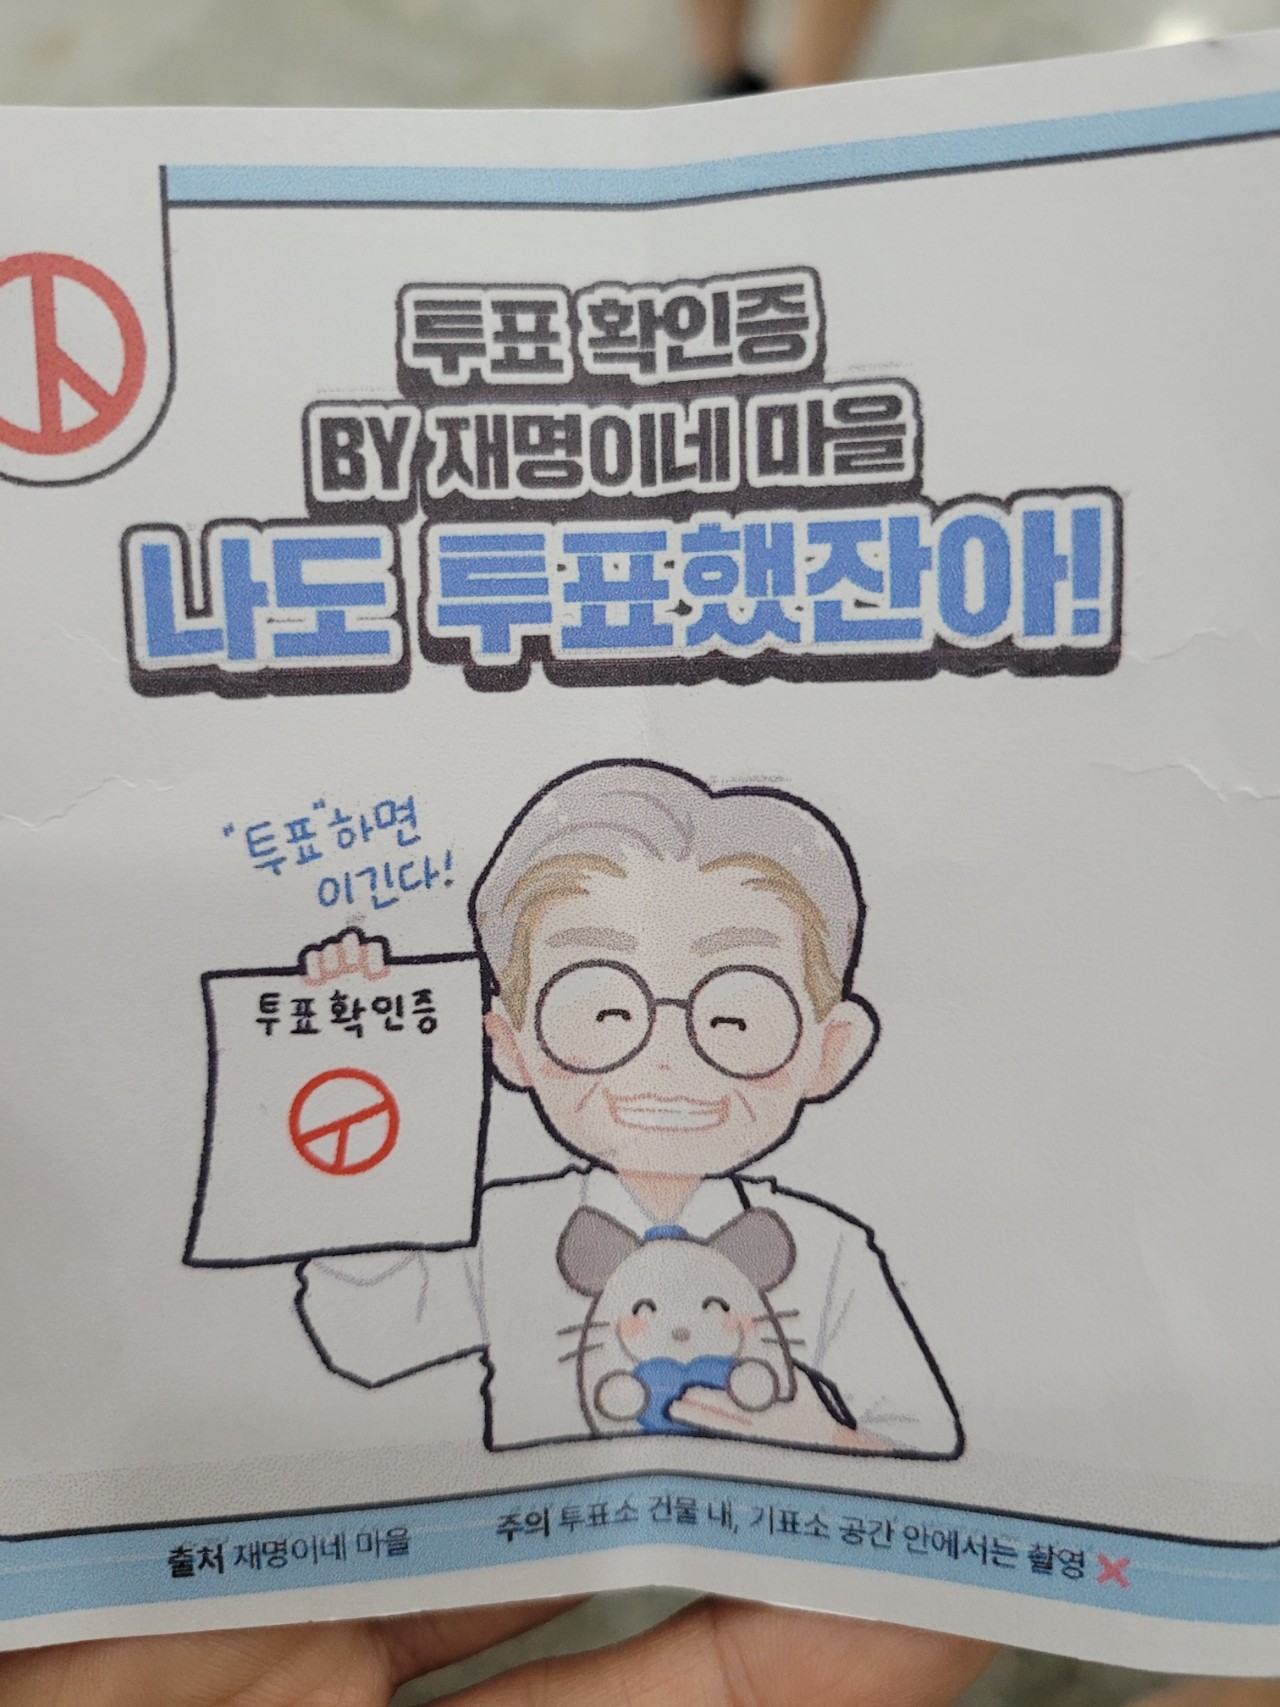 투표 확인증
BY 재명이네 마을
나도 투표했잖아!
"투표"하면
이긴다!
투표확인증
출처 재명이네 마을
주의 투표소 건물 내, 기표소 공간 안에서는 촬영 ❌